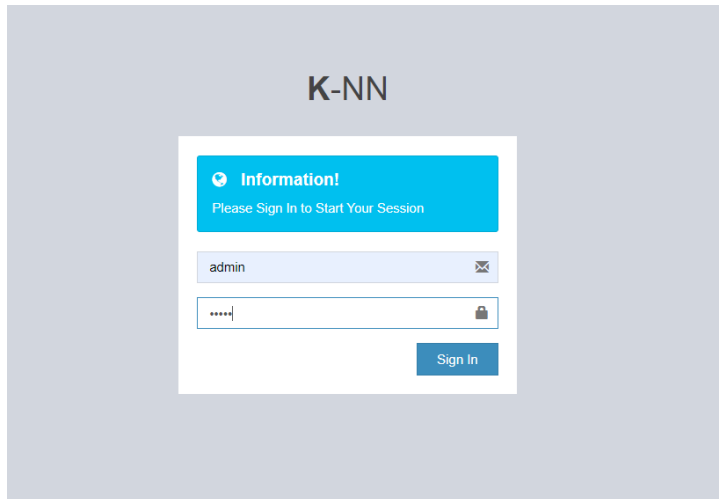 K-NN
Information!
Please Sign In to Start Your Session
admin
•••••
Sign In